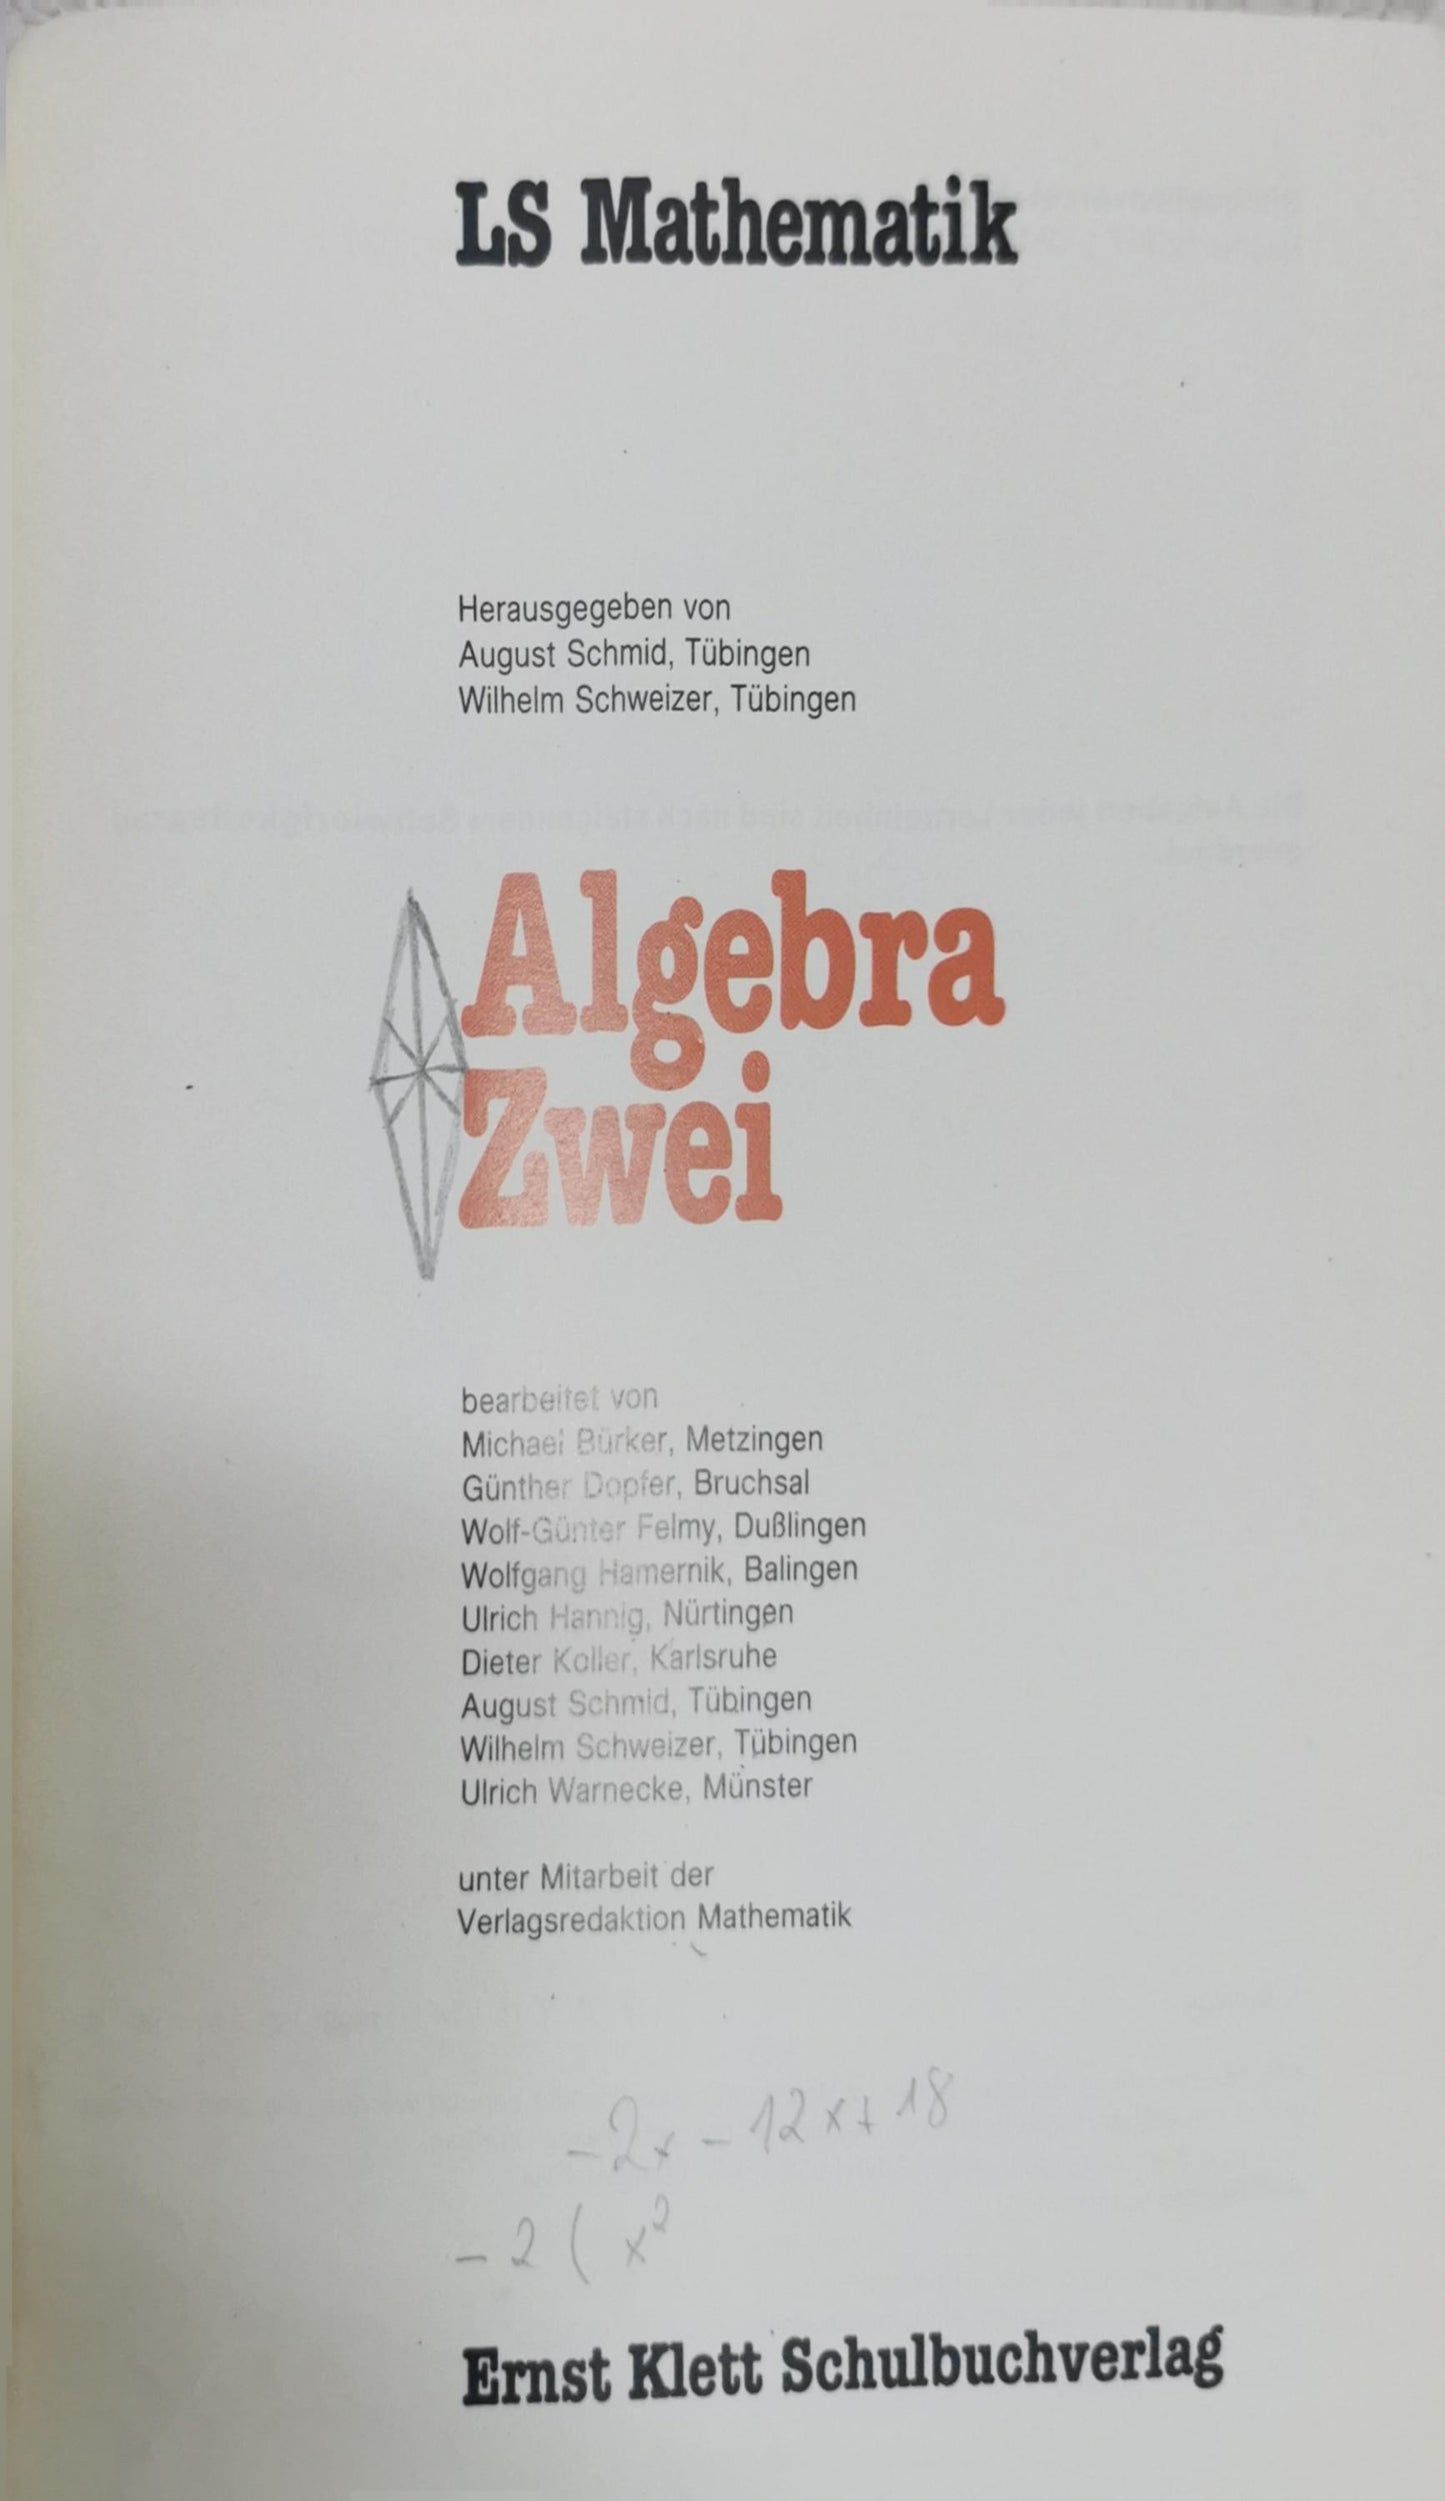 LS Mathematik
Herausgegeben von
August Schmid, Tübingen
Wilhelm Schweizer, Tübingen
Algebra
Zwei
bearbeitet von
Michael Bürker, Metzingen
Günther Dopfer, Bruchsal
Wolf-Günter Felmy, Dußlingen
Wolfgang Hamernik, Balingen
Ulrich Hannig, Nürtingen
Dieter Koller, Karlsruhe
August Schmid, Tübingen
Wilhelm Schweizer, Tübingen
Ulrich Warnecke, Münster
unter Mitarbeit der
Verlagsredaktion Mathematik
-2x - 12x + 18
-2 ( x²
Ernst Klett Schulbuchverlag